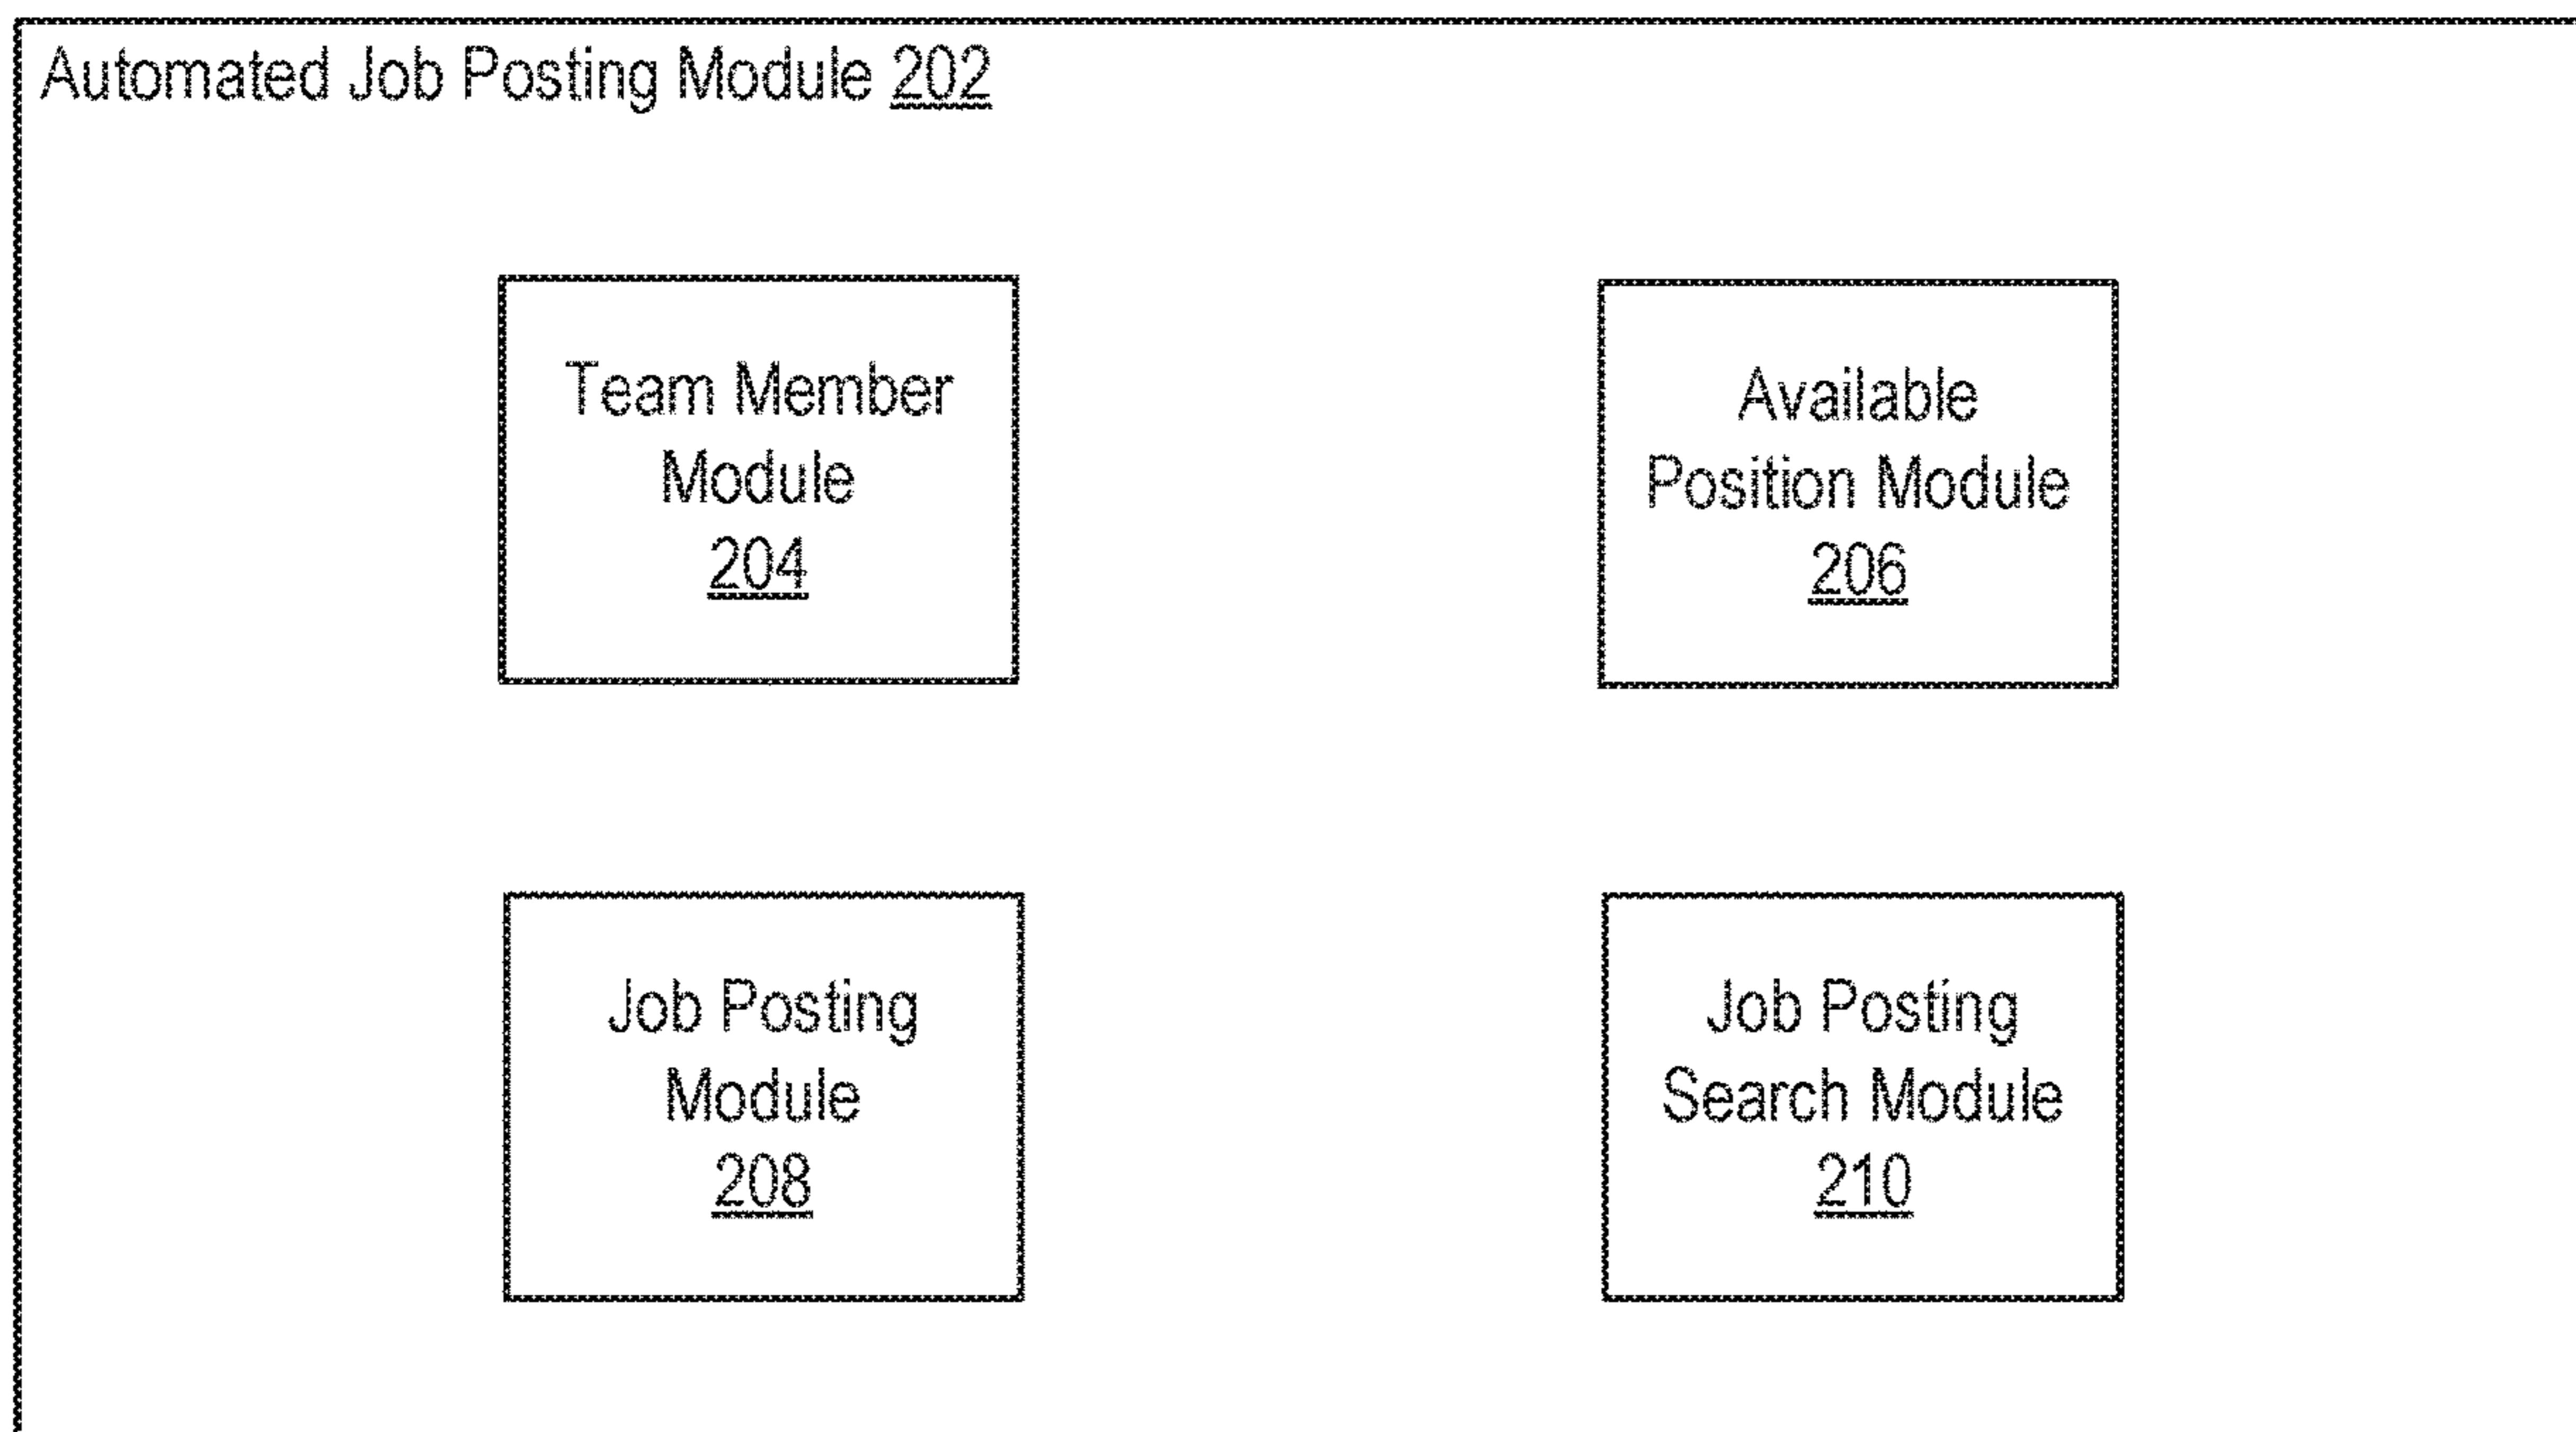 Automated Job Posting Module 202
Team Member
Module
204
Available
Position Module
206
Job Posting
Module
208
Job Posting
Search Module
210